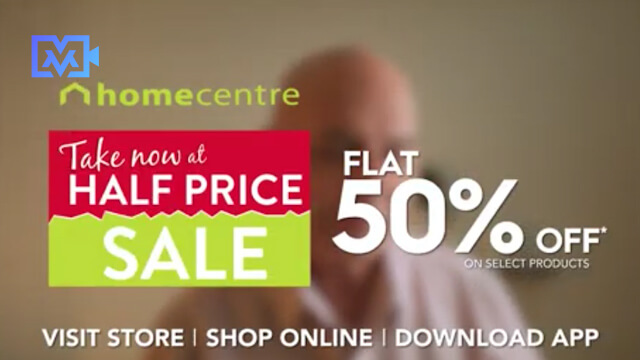 homecentre
Take now at
HALF PRICE
SALE
FLAT
50% OFF*
ON SELECT PRODUCTS
VISIT STORE | SHOP ONLINE | DOWNLOAD APP